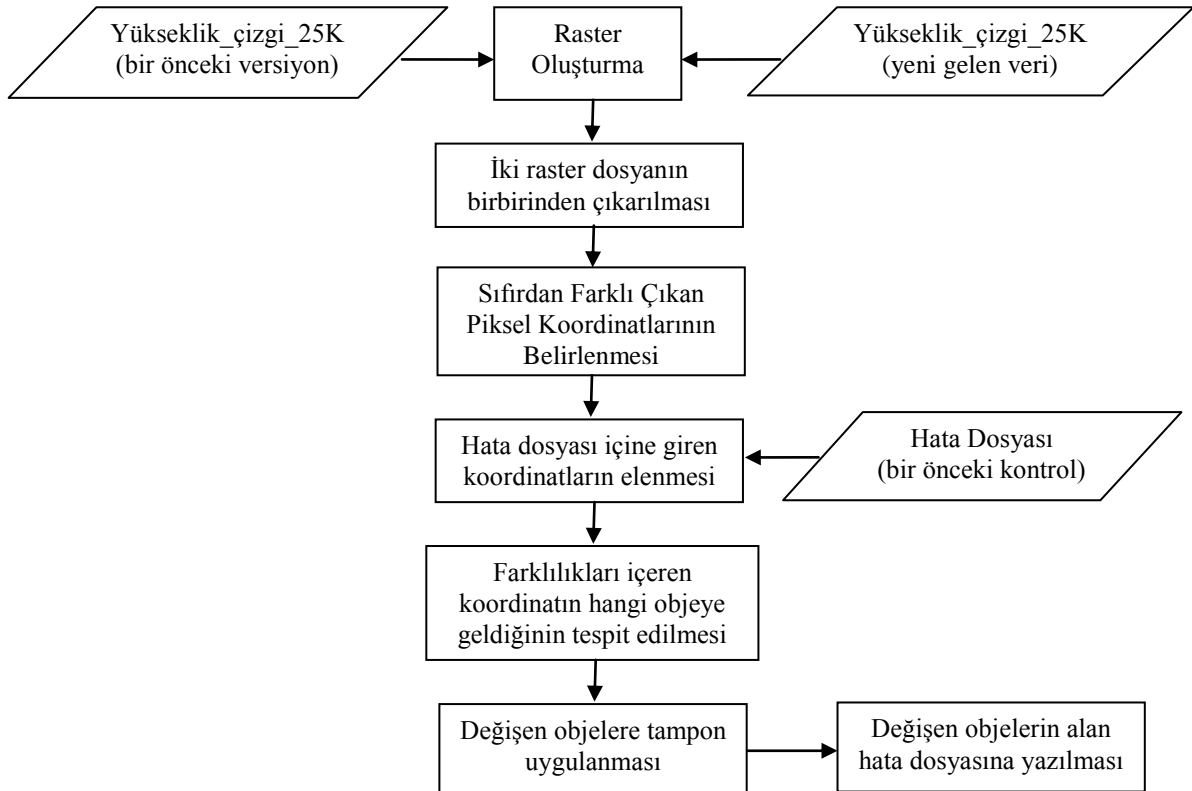 Yükseklik_çizgi_25K
(bir önceki versiyon)
Raster
Oluşturma
Yükseklik_çizgi_25K
(yeni gelen veri)
İki raster dosyanın
birbirinden çıkarılması
Sıfırdan Farklı Çıkan
Piksel Koordinatlarının
Belirlenmesi
Hata dosyası içine giren
koordinatların elenmesi
Hata Dosyası
(bir önceki kontrol)
Farklılıkları içeren
koordinatın hangi objeye
geldiğinin tespit edilmesi
Değişen objelere tampon
uygulanması
Değişen objelerin alan
hata dosyasına yazılması